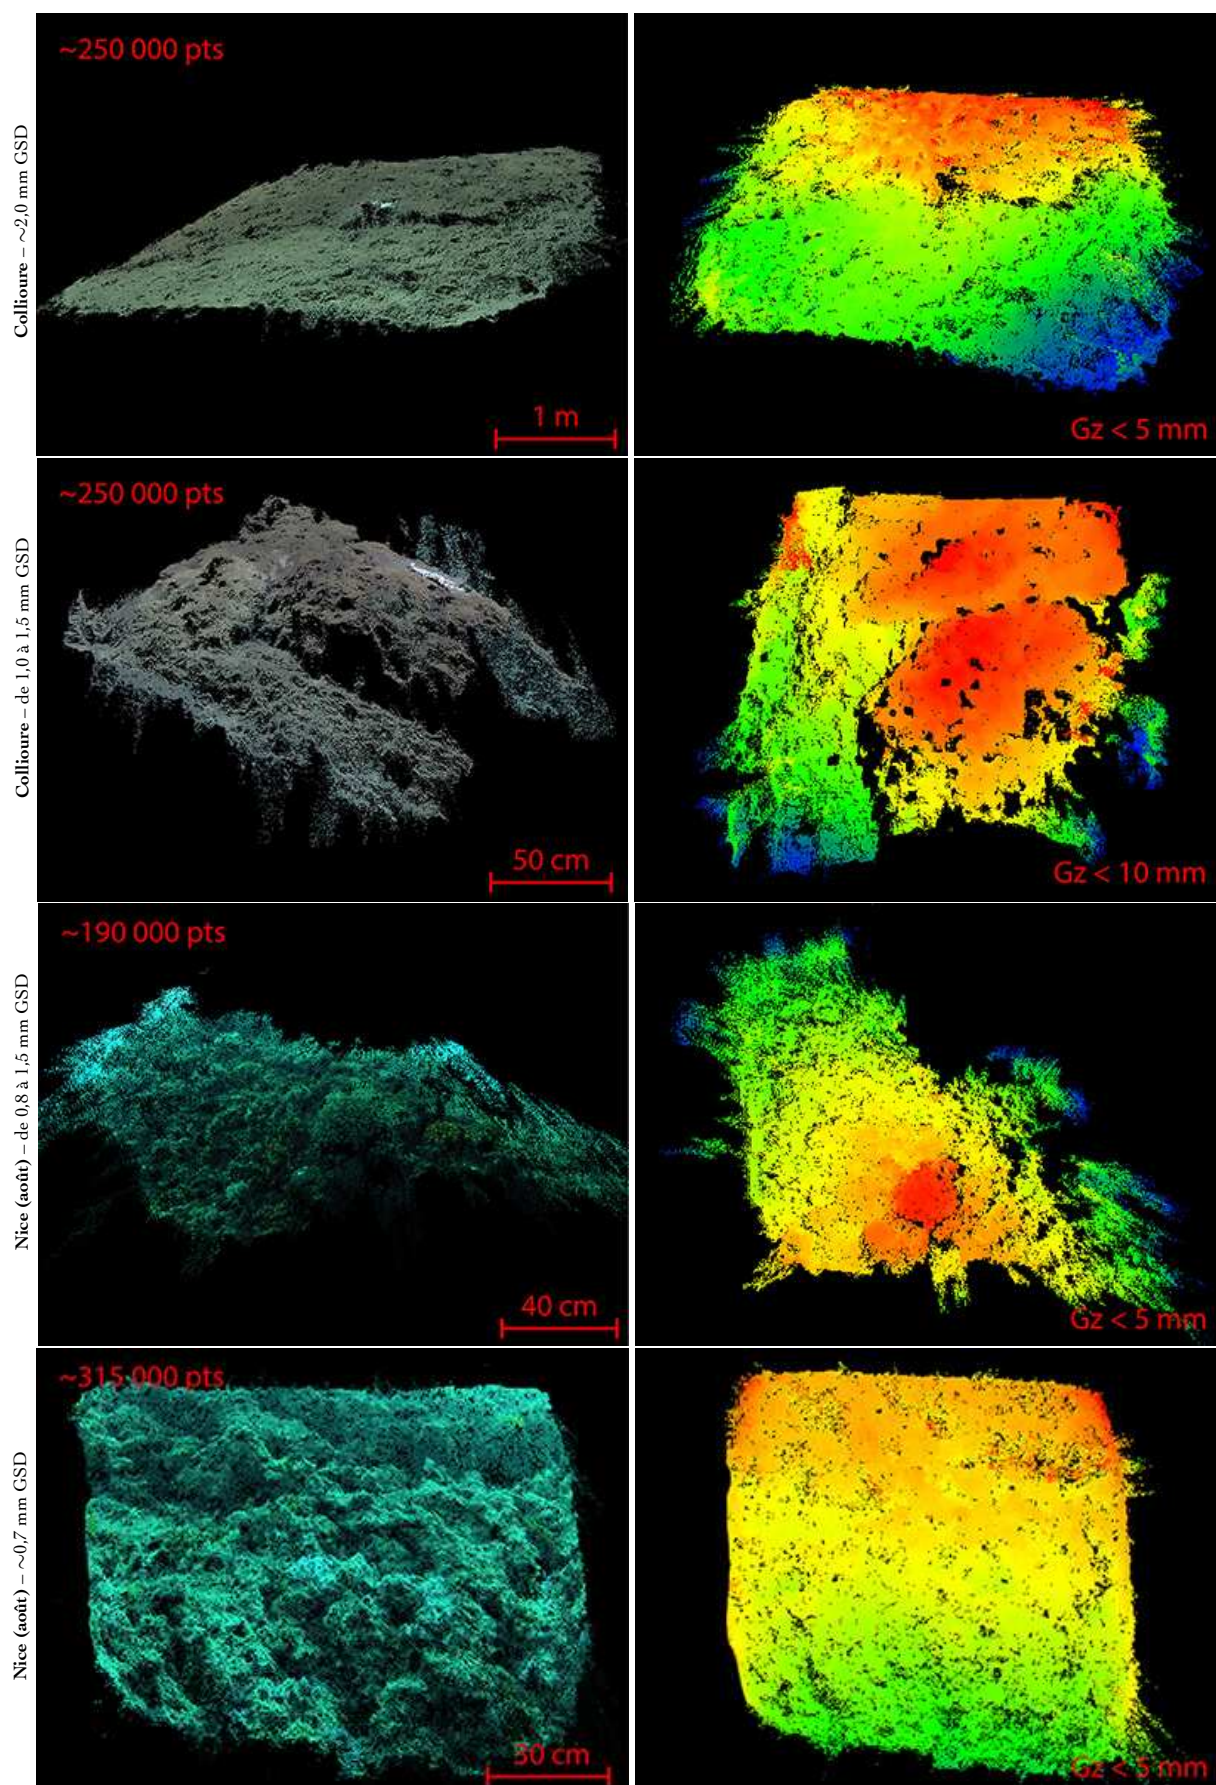 Collioure – ~2,0 mm GSD
~250 000 pts
1 m
Gz < 5 mm
Collioure – de 1,0 à 1,5 mm GSD
~250 000 pts
50 cm
Gz < 10 mm
Nice (août) – de 0,8 à 1,5 mm GSD
~190 000 pts
40 cm
Gz < 5 mm
Nice (août) – ~0,7 mm GSD
~315 000 pts
50 cm
Gz < 5 mm